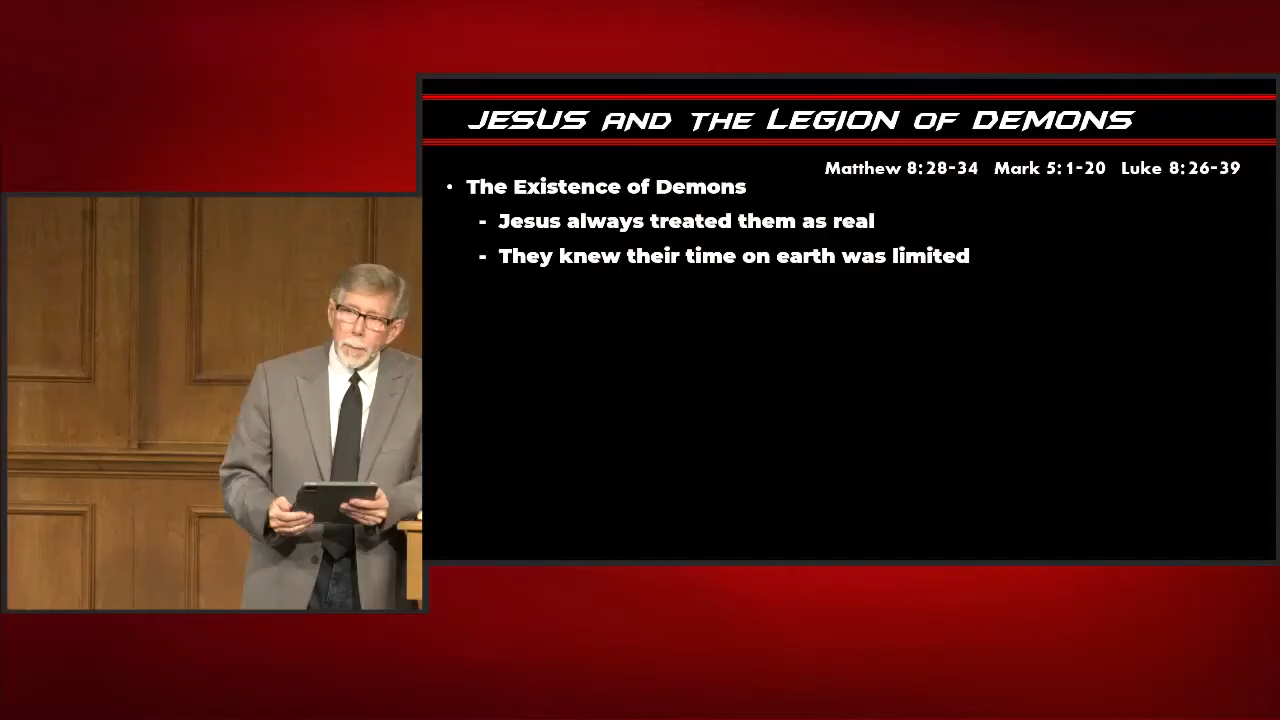 JESUS AND THE LEGION OF DEMONS
Matthew 8:28-34 Mark 5:1-20 Luke 8:26-39
• The Existence of Demons
- Jesus always treated them as real
- They knew their time on earth was limited